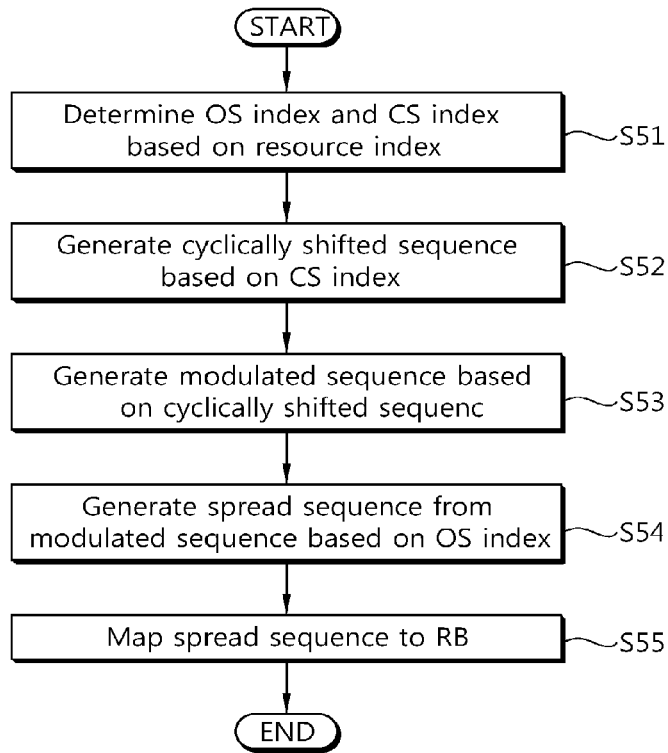 START
Determine OS index and CS index
based on resource index
S51
Generate cyclically shifted sequence
based on CS index
S52
Generate modulated sequence based
on cyclically shifted sequenc
S53
Generate spread sequence from
modulated sequence based on OS index
S54
Map spread sequence to RB
S55
END